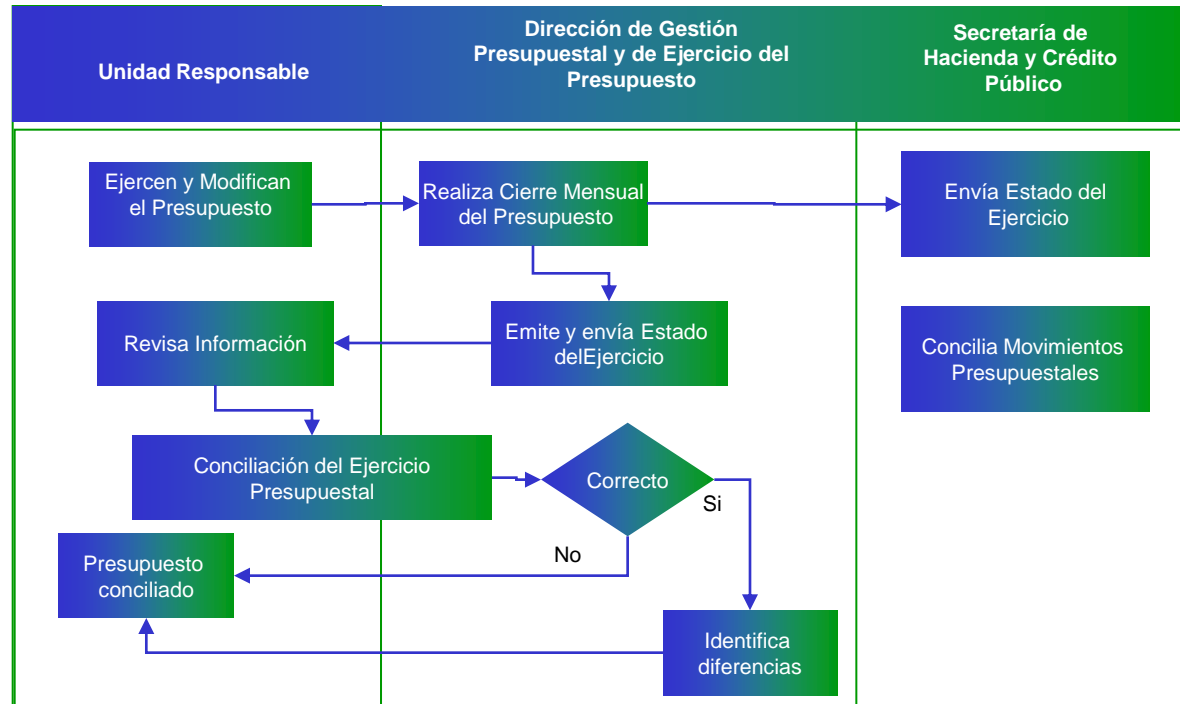 Unidad Responsable
Dirección de Gestión
Presupuestal y de Ejercicio del
Presupuesto
Secretaría de
Hacienda y Crédito
Público
Ejercen y Modifican
el Presupuesto
Realiza Cierre Mensual
del Presupuesto
Envía Estado del
Ejercicio
Revisa Información
Emite y envía Estado
delEjercicio
Concilia Movimientos
Presupuestales
Conciliación del Ejercicio
Presupuestal
Correcto
Si
No
Presupuesto
conciliado
Identifica
diferencias